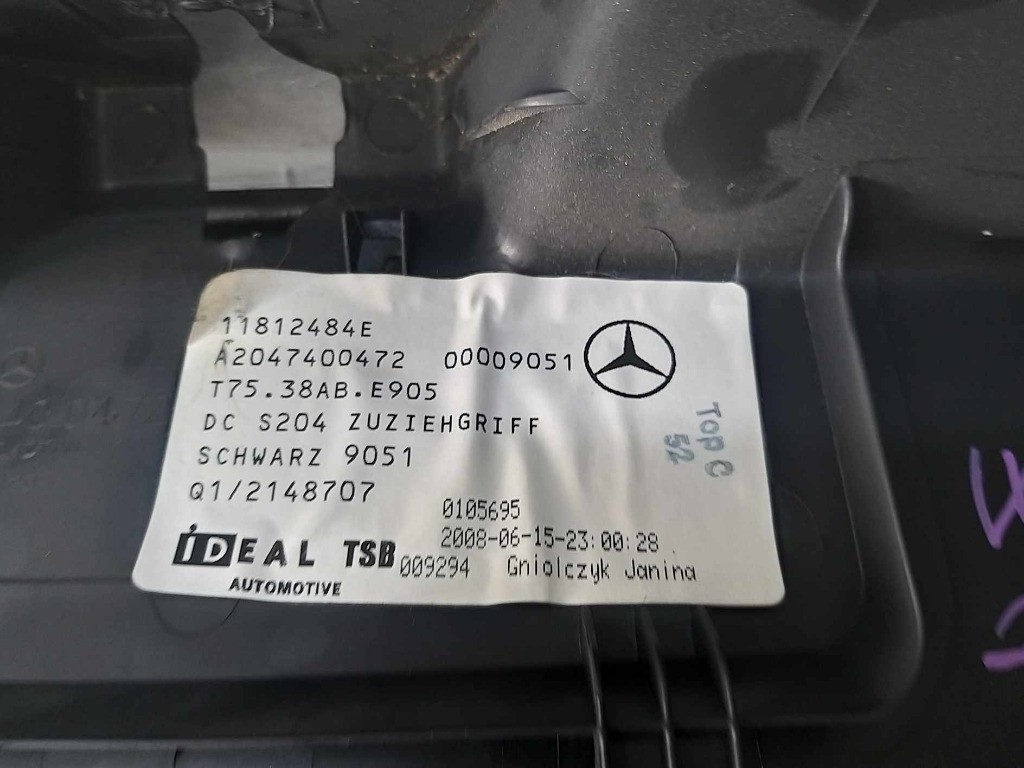 11812484E
A2047400472 00009051
T75.38AB.E905
DC S204 ZUZIEHGRIFF
SCHWARZ 9051
Q1/2148707
Top C
52
0105695
2008-06-15-23:00:28
IDEAL TSB 009294 Gniolczyk Janina
AUTOMOTIVE